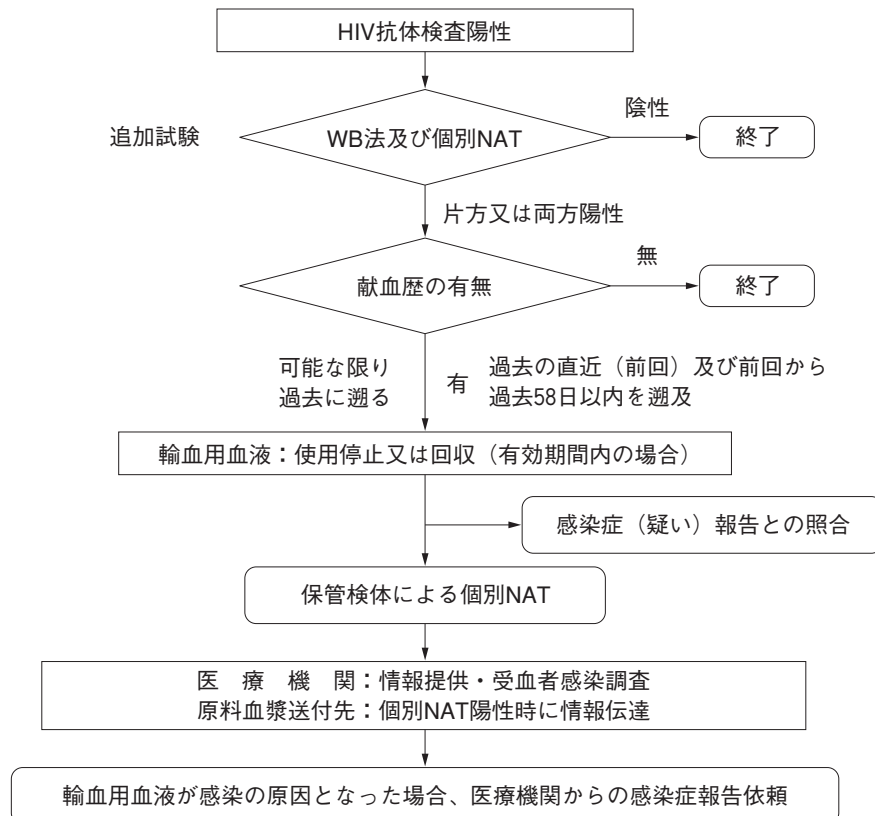 HIV抗体検査陽性
追加試験
WB法及び個別NAT
陰性
終了
片方又は両方陽性
献血歴の有無
無
終了
可能な限り
過去に遡る
有
過去の直近（前回）及び前回から
過去58日以内を遡及
輸血用血液：使用停止又は回収（有効期間内の場合）
感染症（疑い）報告との照合
保管検体による個別NAT
医　療　機　関：情報提供・受血者感染調査
原料血漿送付先：個別NAT陽性時に情報伝達
輸血用血液が感染の原因となった場合、医療機関からの感染症報告依頼